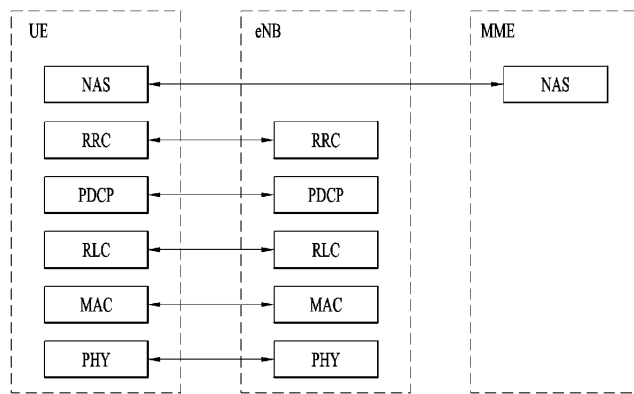 UE eNB MME
NAS NAS
RRC RRC
PDCP PDCP
RLC RLC
MAC MAC
PHY PHY